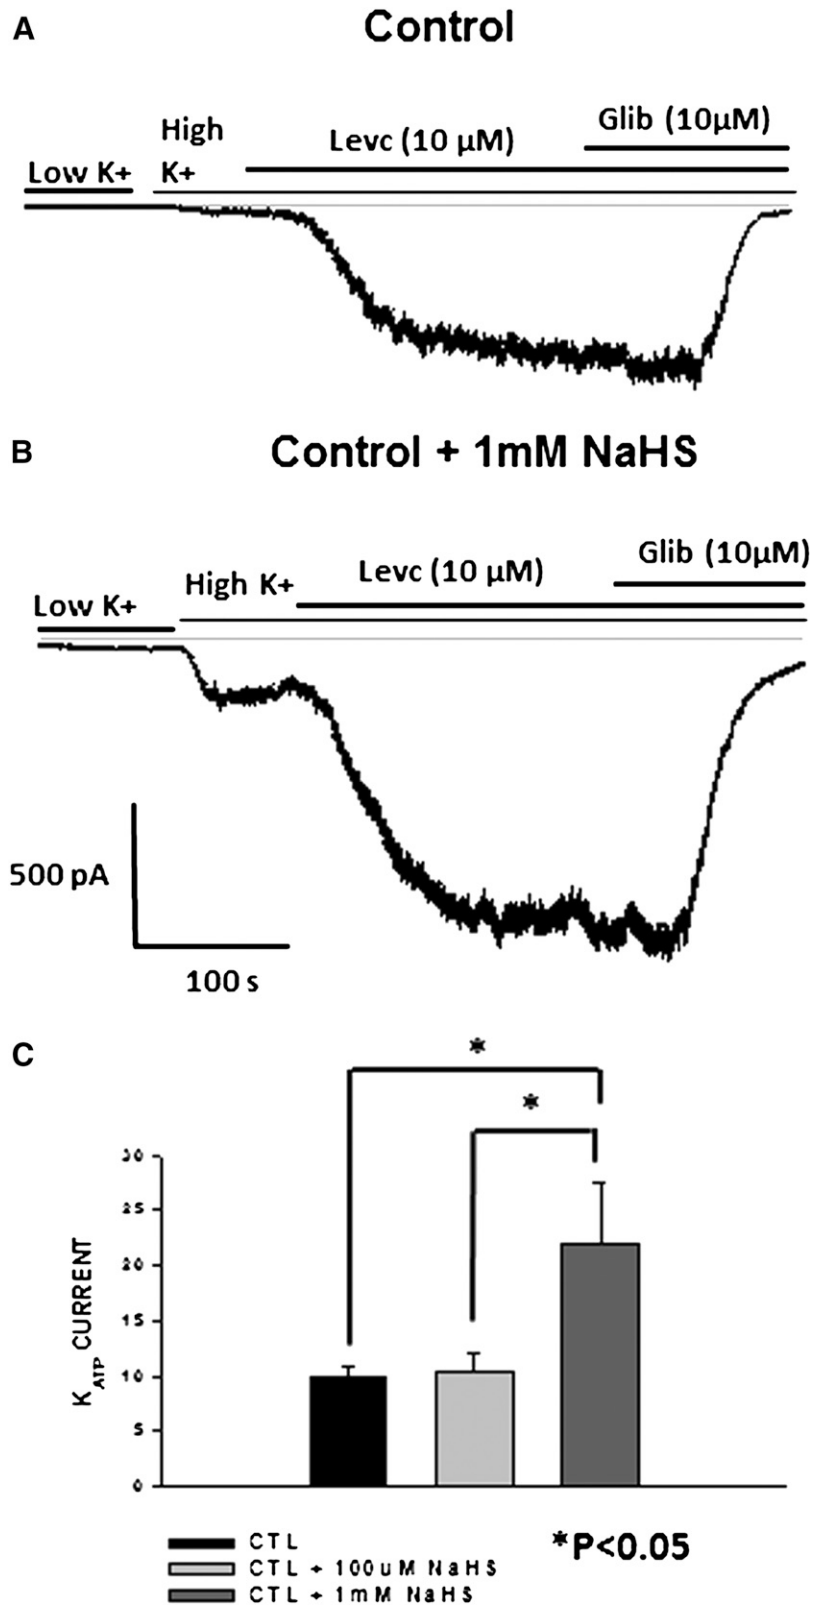 A
Control
High
K+
Levc (10 µM)
Glib (10µM)
Low K+
B
Control + 1mM NaHS
Low K+
High K+
Levc (10 µM)
Glib (10µM)
500 pA
100 s
C
*
*
30
25
20
15
10
5
0
K ATP CURRENT
CTL
CTL + 100uM NaHS
CTL + 1mM NaHS
*P<0.05